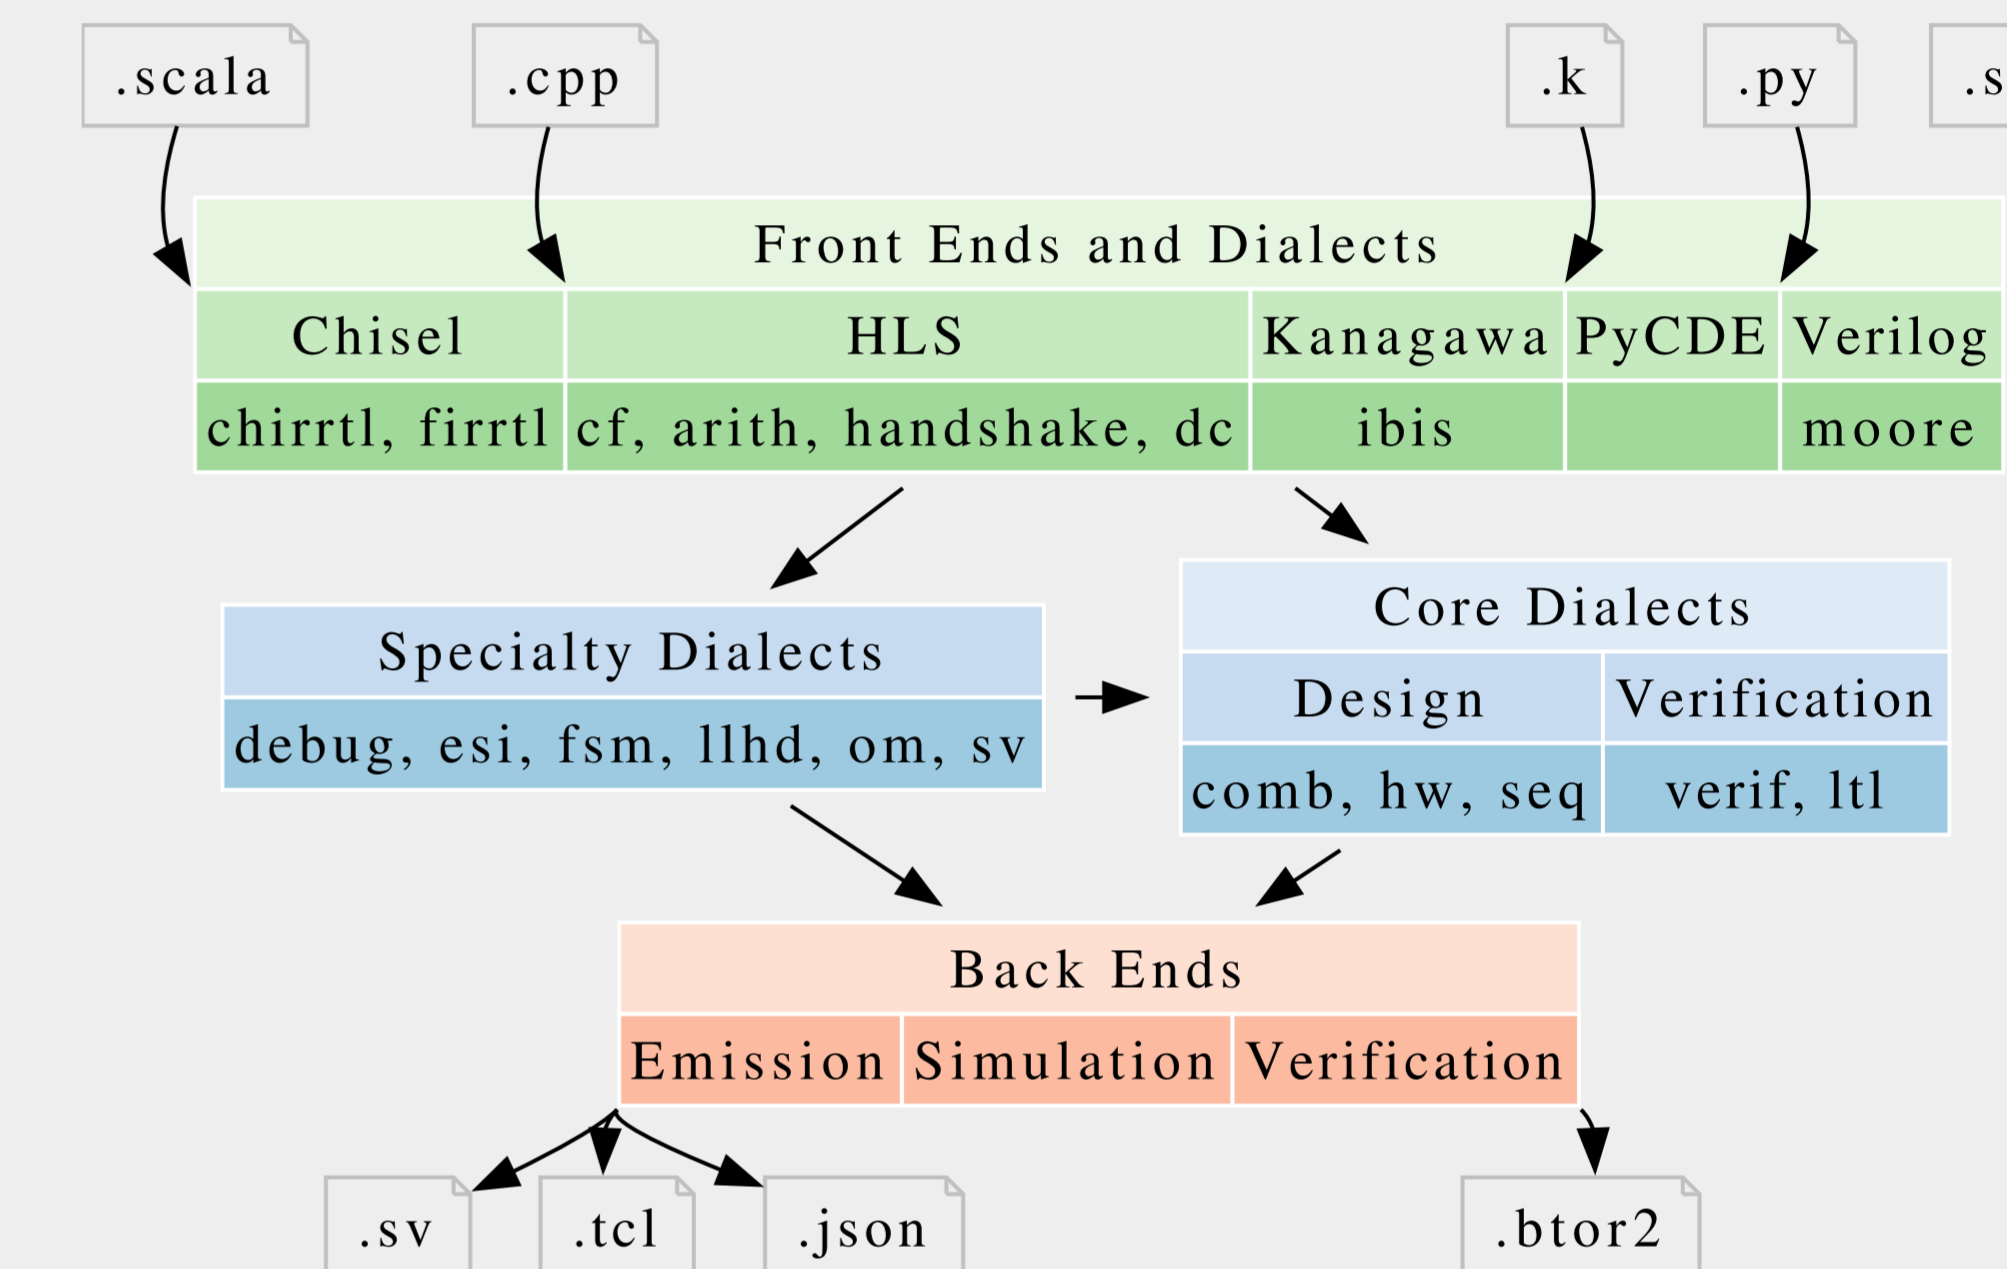 .scala
.cpp
.k
.py
.s
Front Ends and Dialects
Chisel
HLS
Kanagawa
PyCDE
Verilog
chirrtl, firrtl
cf, arith, handshake, dc
ibis
moore
Specialty Dialects
debug, esi, fsm, llhd, om, sv
Core Dialects
Design
Verification
comb, hw, seq
verif, ltl
Back Ends
Emission
Simulation
Verification
.sv
.tcl
.json
.btor2